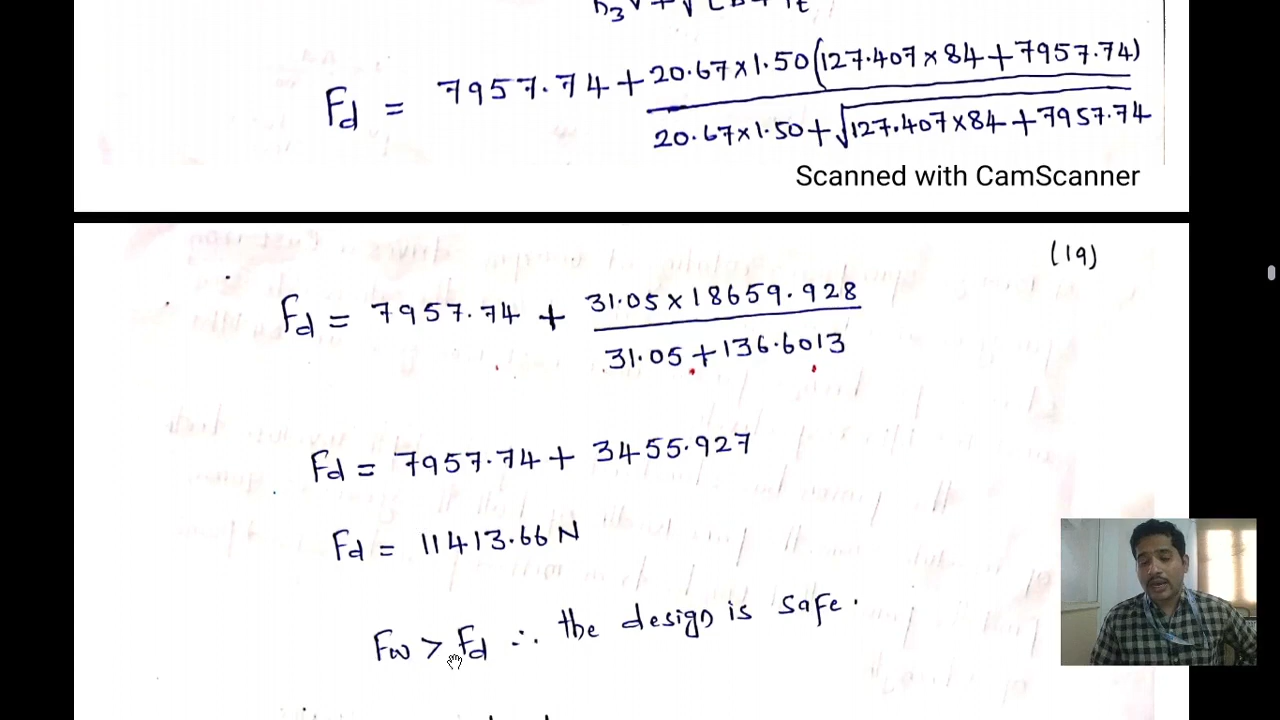 Fd = 7957.74 + 20.67×1.50(127.407×84+7957.74)
20.67×1.50+√127.407×84+7957.74
Scanned with CamScanner
(19)
Fd = 7957.74 + 31.05×18659.928
31.05+136.6013
Fd = 7957.74 + 3455.927
Fd = 11413.66 N
Fw > Fd ∴ the design is safe.